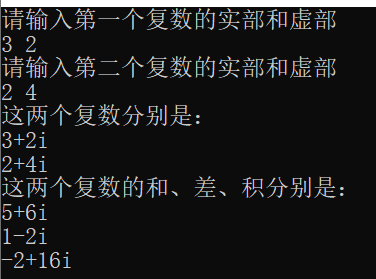 请输入第一个复数的实部和虚部
3 2
请输入第二个复数的实部和虚部
2 4
这两个复数分别是：
3+2i
2+4i
这两个复数的和、差、积分别是：
5+6i
1-2i
-2+16i